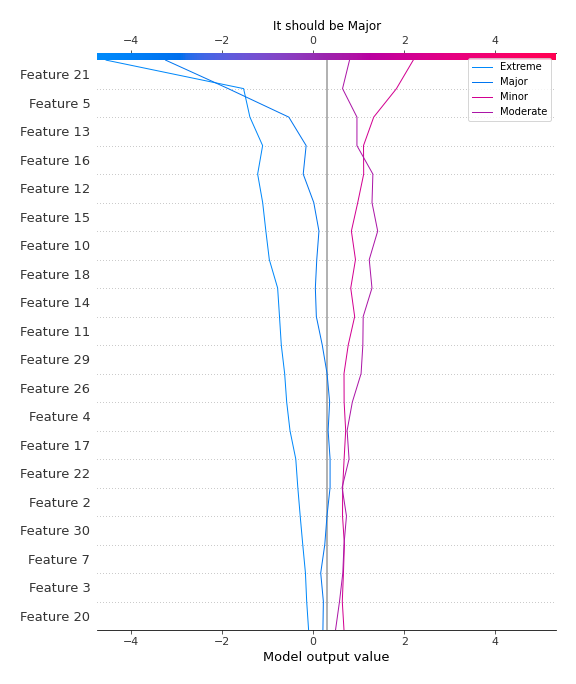 It should be Major
−4 −2 0 2 4
Extreme
Major
Minor
Moderate
Feature 21
Feature 5
Feature 13
Feature 16
Feature 12
Feature 15
Feature 10
Feature 18
Feature 14
Feature 11
Feature 29
Feature 26
Feature 4
Feature 17
Feature 22
Feature 2
Feature 30
Feature 7
Feature 3
Feature 20
−4 −2 0 2 4
Model output value